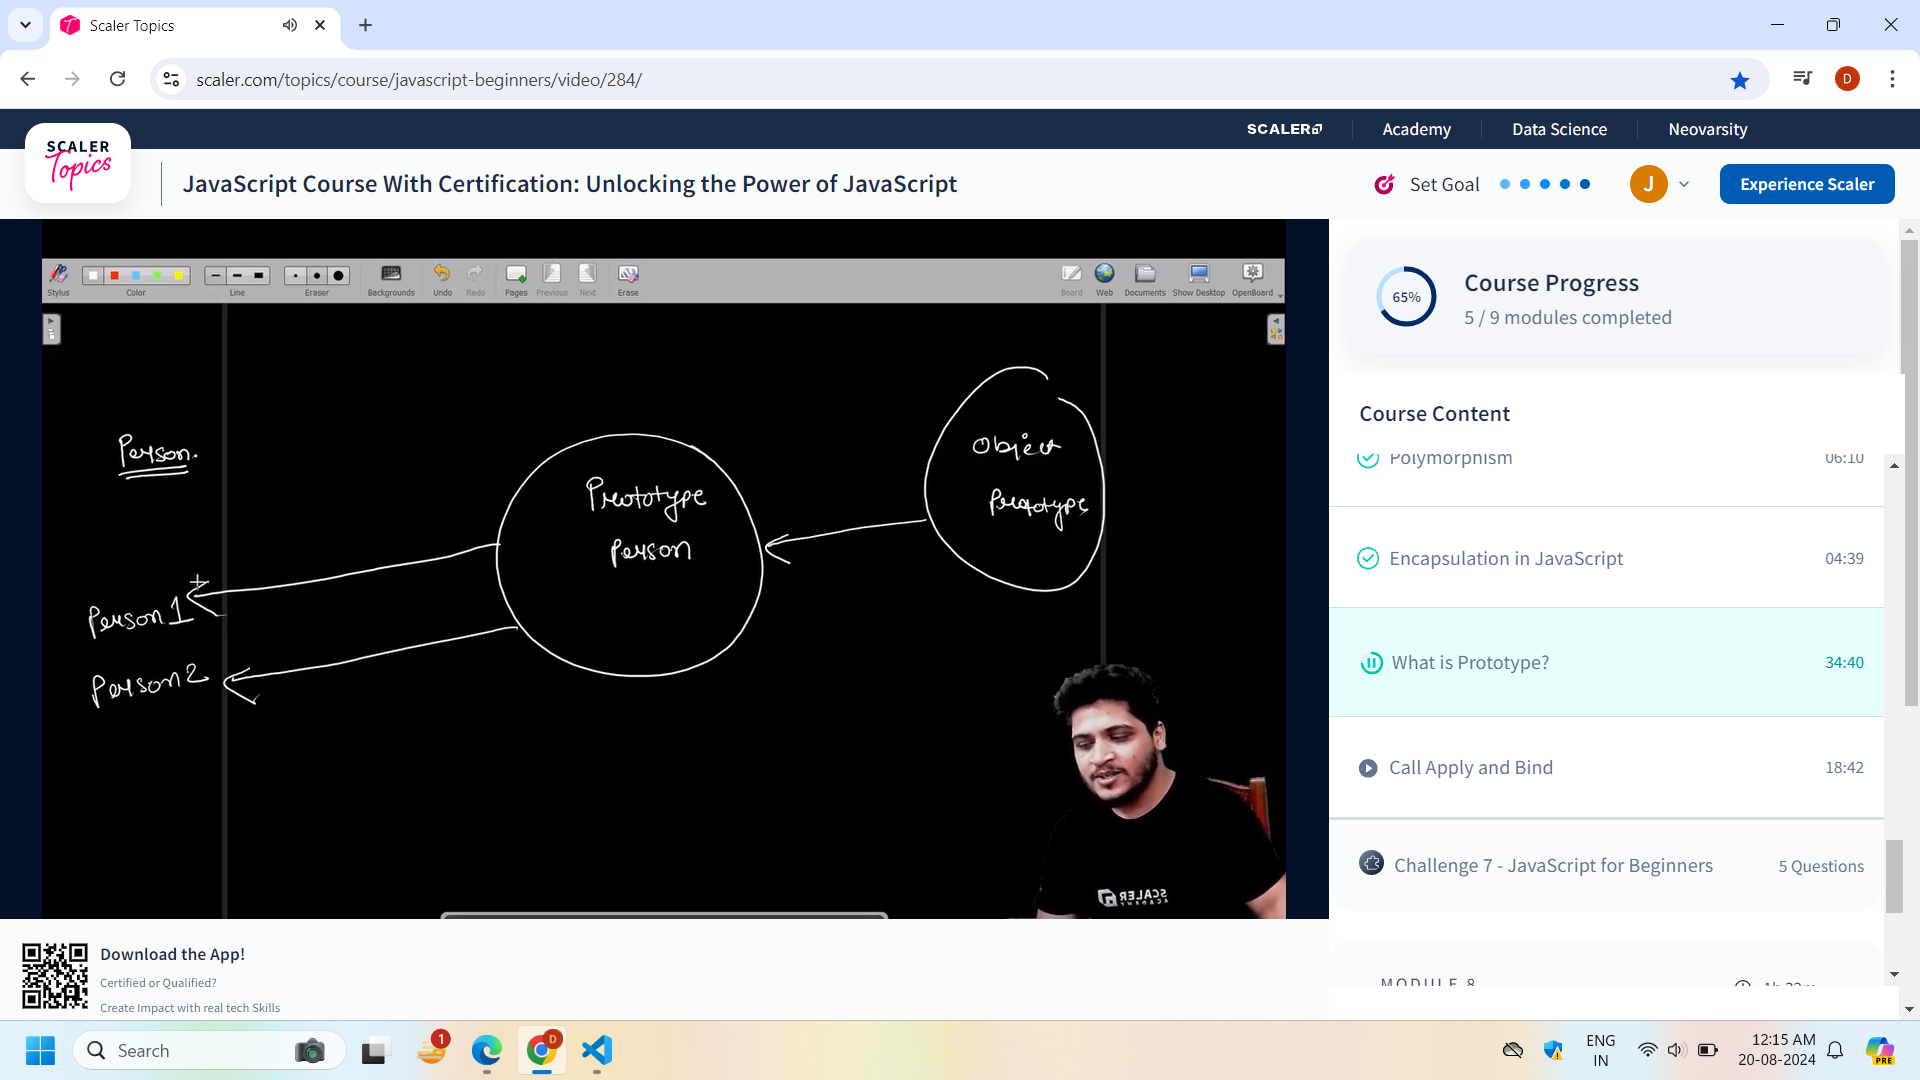 Scaler Topics
scaler.com/topics/course/javascript-beginners/video/284/
D
SCALER
Academy
Data Science
Neovarsity
SCALER
Topics
JavaScript Course With Certification: Unlocking the Power of JavaScript
Set Goal
J
Experience Scaler
Stylus
Color
Line
Eraser
Backgrounds
Undo
Redo
Pages
Previous
Next
Erase
Board
Web
Documents
Show Desktop
OpenBoard
Person.
Prototype
Person
Object
Prototype
Person 1
Person 2
SCALER
ACADEMY
65%
Course Progress
5 / 9 modules completed
Course Content
Polymorphism 06:10
Encapsulation in JavaScript 04:39
What is Prototype? 34:40
Call Apply and Bind 18:42
Challenge 7 - JavaScript for Beginners 5 Questions
MODULE 8
Download the App!
Certified or Qualified?
Create Impact with real tech Skills
Search
1
D
ENG
IN
12:15 AM
20-08-2024
PRE